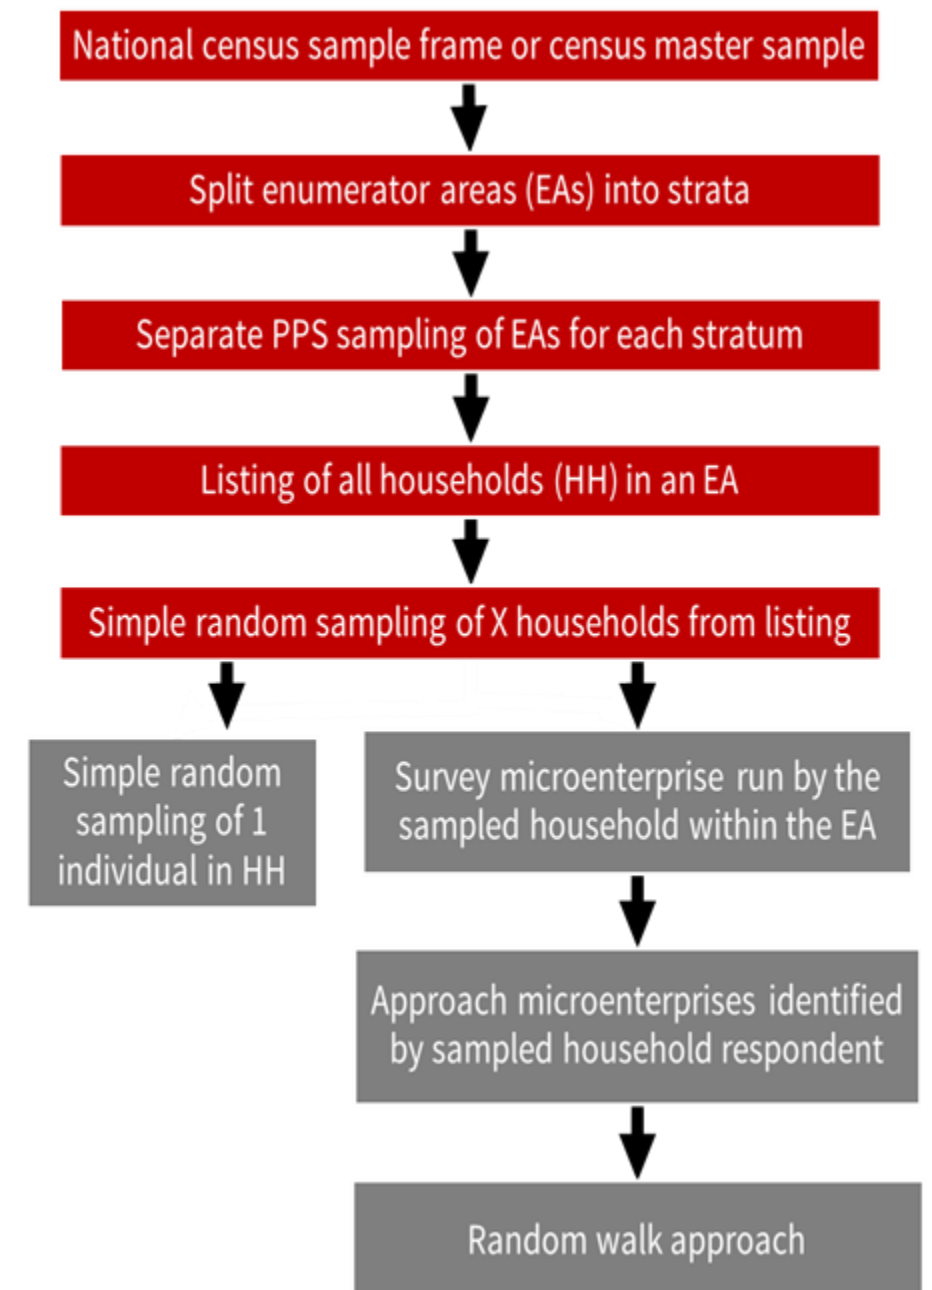 National census sample frame or census master sample
Split enumerator areas (EAs) into strata
Separate PPS sampling of EAs for each stratum
Listing of all households (HH) in an EA
Simple random sampling of X households from listing
Simple random
sampling of 1
individual in HH
Survey microenterprise run by the
sampled household within the EA
Approach microenterprises identified
by sampled household respondent
Random walk approach